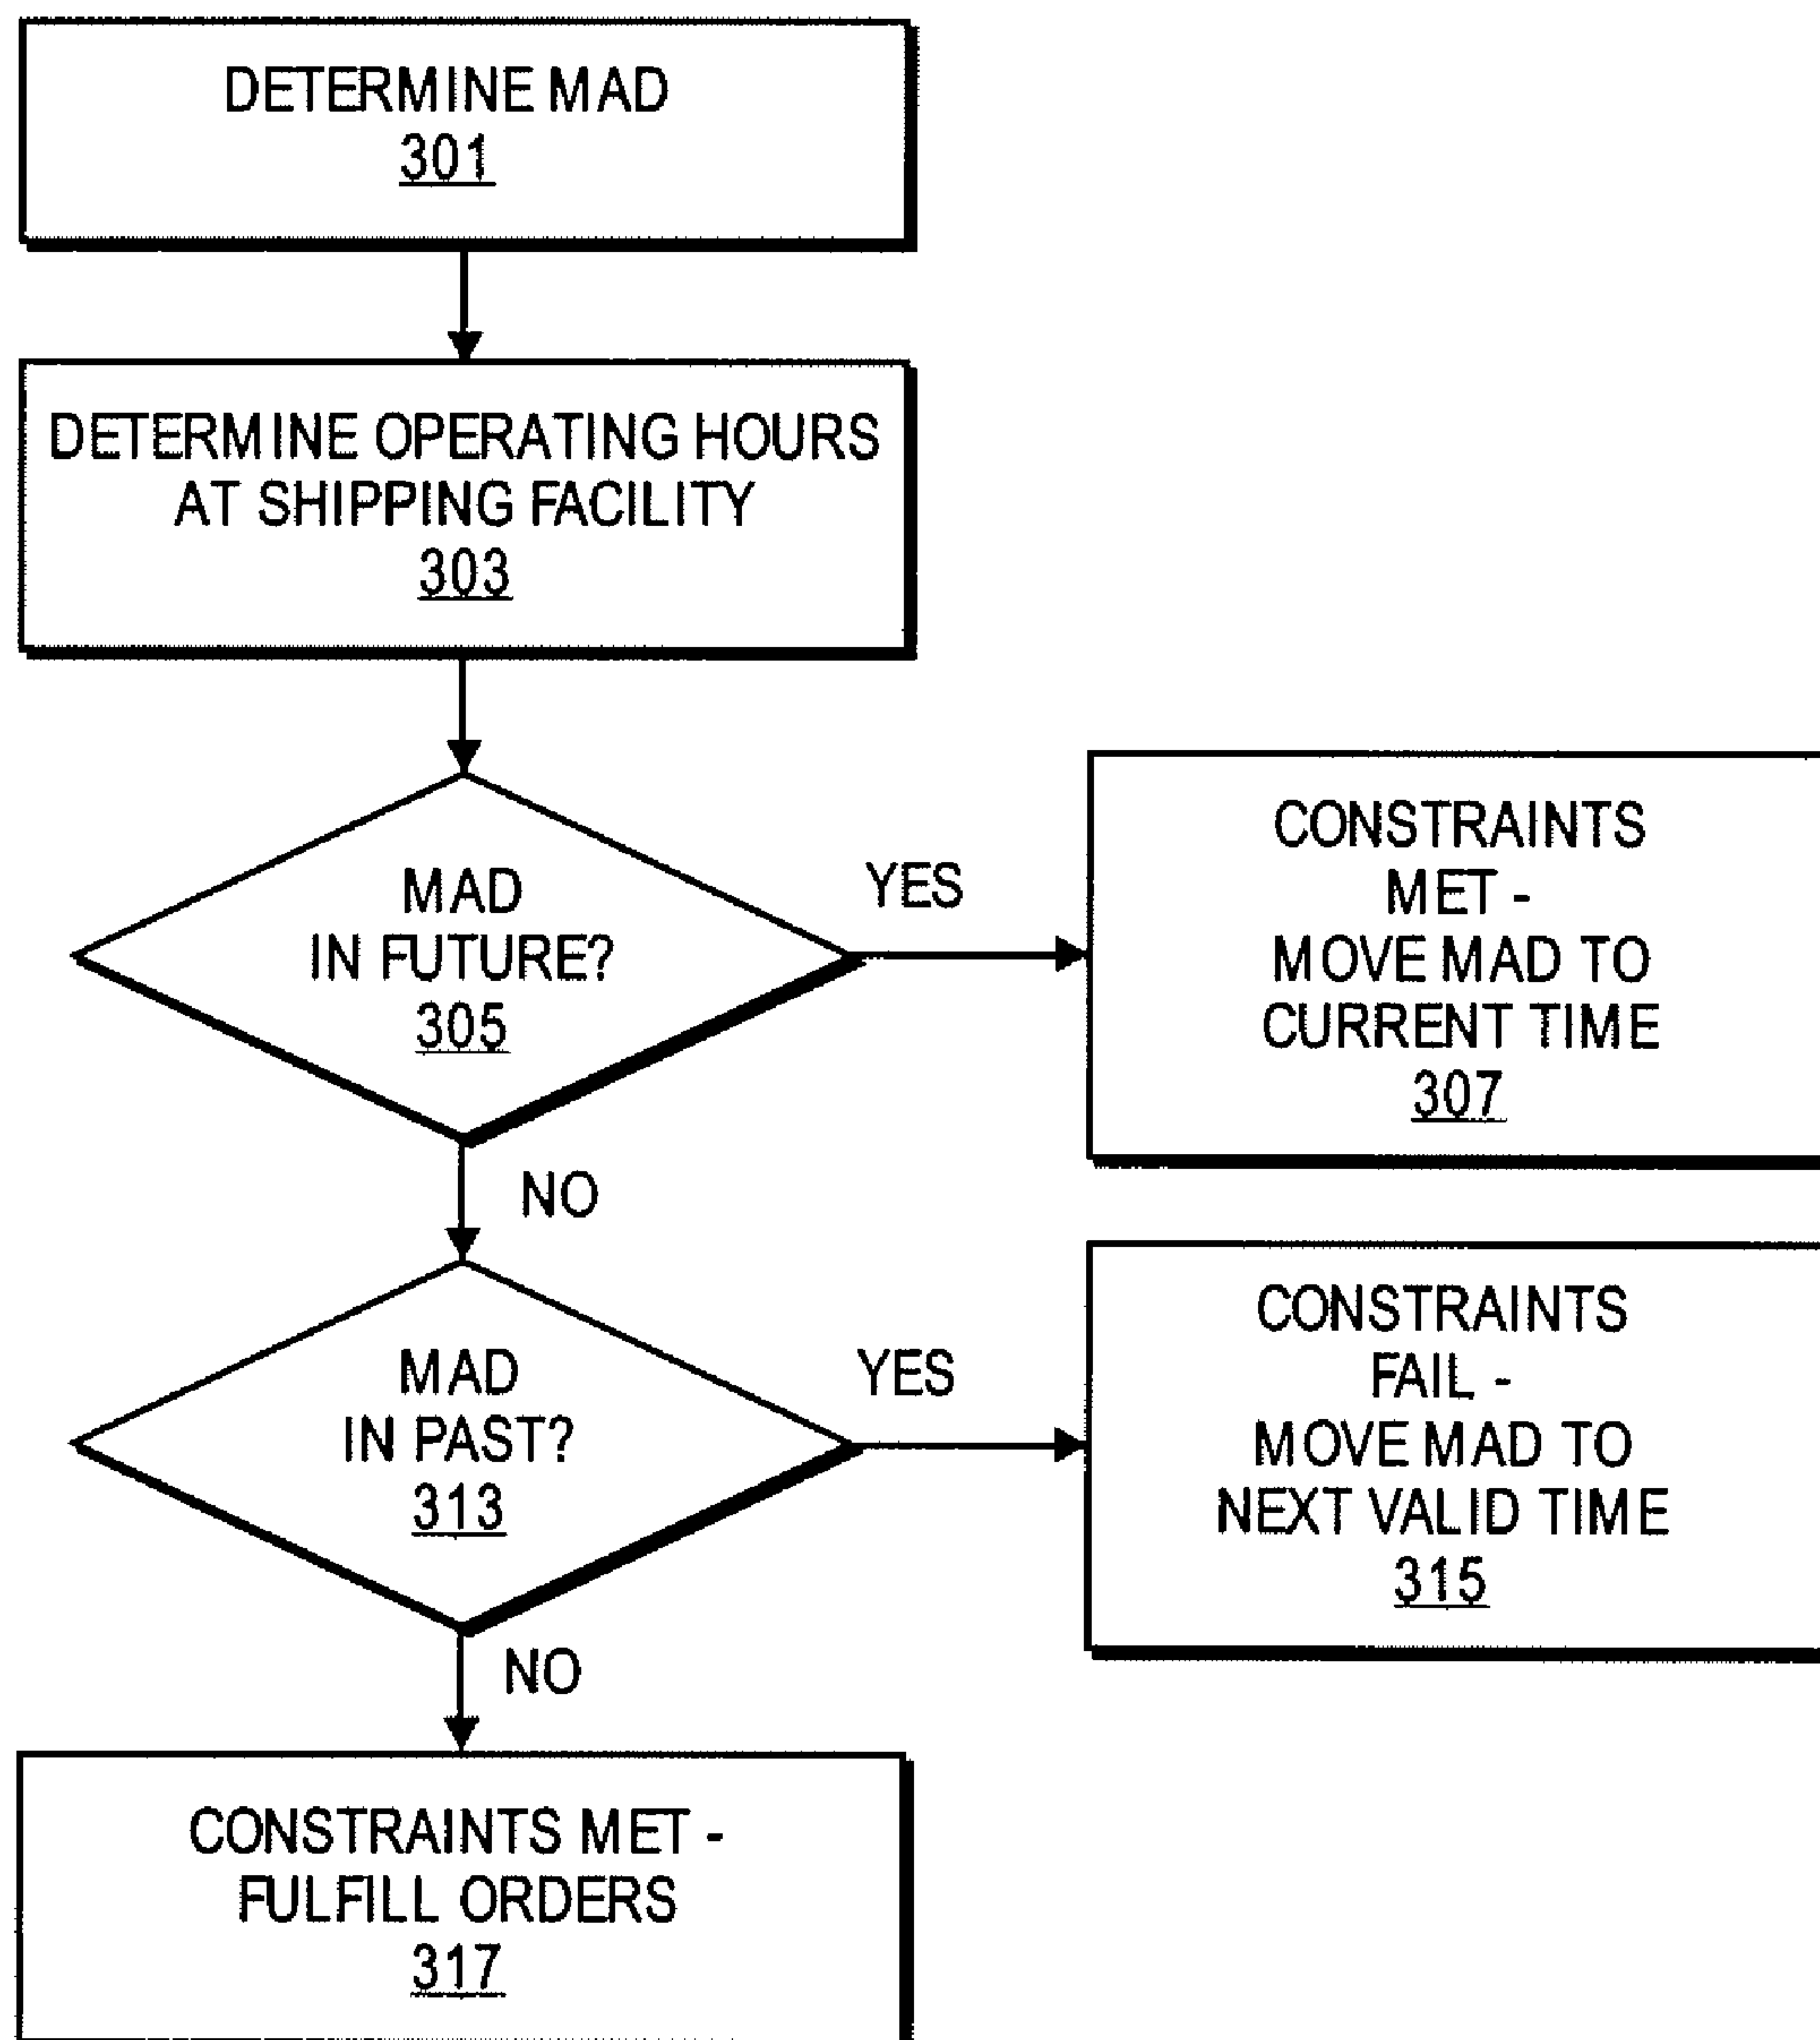 DETERMINE MAD
301
DETERMINE OPERATING HOURS
AT SHIPPING FACILITY
303
MAD
IN FUTURE?
305
YES
CONSTRAINTS
MET -
MOVE MAD TO
CURRENT TIME
307
NO
MAD
IN PAST?
313
YES
CONSTRAINTS
FAIL -
MOVE MAD TO
NEXT VALID TIME
315
NO
CONSTRAINTS MET -
FULFILL ORDERS
317